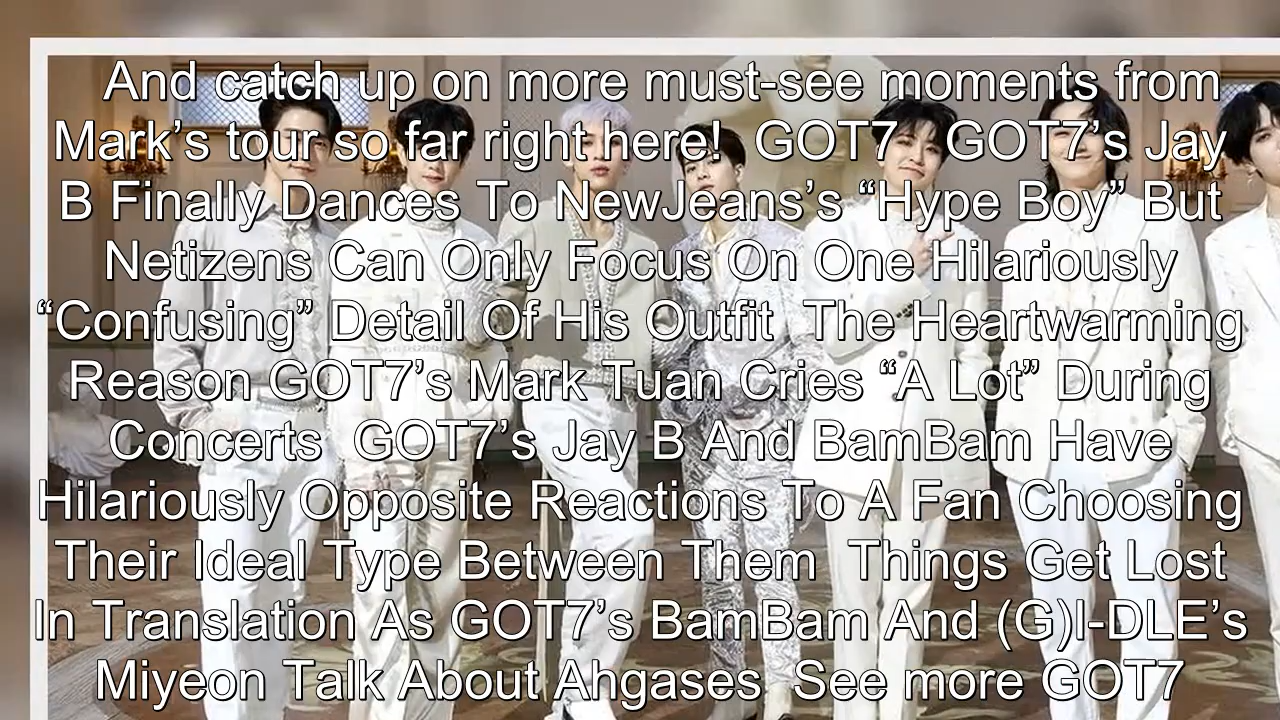 And catch up on more must-see moments from
Mark’s tour so far right here!  GOT7   GOT7’s Jay
B Finally Dances To NewJeans’s “Hype Boy” But
Netizens Can Only Focus On One Hilariously
“Confusing” Detail Of His Outfit  The Heartwarming
Reason GOT7’s Mark Tuan Cries “A Lot” During
Concerts  GOT7’s Jay B And BamBam Have
Hilariously Opposite Reactions To A Fan Choosing
Their Ideal Type Between Them  Things Get Lost
In Translation As GOT7’s BamBam And (G)I-DLE’s
Miyeon Talk About Ahgases  See more GOT7